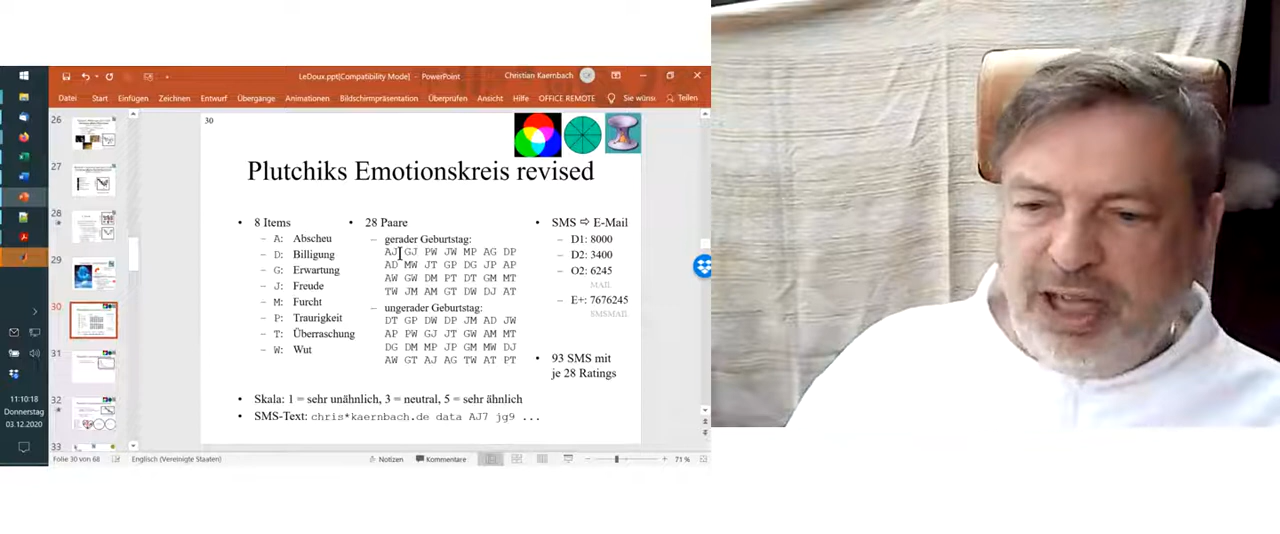 LeDoux.ppt[Compatibility Mode] - PowerPoint
Christian Kaernbach
CK
Datei Start Einfügen Zeichnen Entwurf Übergänge Animationen Bildschirmpräsentation Überprüfen Ansicht Hilfe OFFICE REMOTE Sie wüns Teilen
26
27
28
29
30
31
32
33
30
Plutchiks Emotionskreis revised
• 8 Items
– A: Abscheu
– D: Billigung
– G: Erwartung
– J: Freude
– M: Furcht
– P: Traurigkeit
– T: Überraschung
– W: Wut
• 28 Paare
– gerader Geburtstag:
AJ GJ PW JW MP AG DP
AD MW JT GP DG JP AP
AW GW DM PT DT GM MT
TW JM AM GT DW DJ AT
– ungerader Geburtstag:
DT GP DW DP JM AD JW
AP PW GJ JT GW AM MT
DG DM MP JP GM MW DJ
AW GT AJ AG TW AT PT
• SMS ⇨ E-Mail
– D1: 8000
– D2: 3400
– O2: 6245
MAIL
– E+: 7676245
SMSMAIL
• 93 SMS mit
je 28 Ratings
• Skala: 1 = sehr unähnlich, 3 = neutral, 5 = sehr ähnlich
• SMS-Text: chris*kaernbach.de data AJ7 jg9 ...
11:10:18
Donnerstag
03.12.2020
Folie 30 von 68 Englisch (Vereinigte Staaten) Notizen Kommentare 71 %